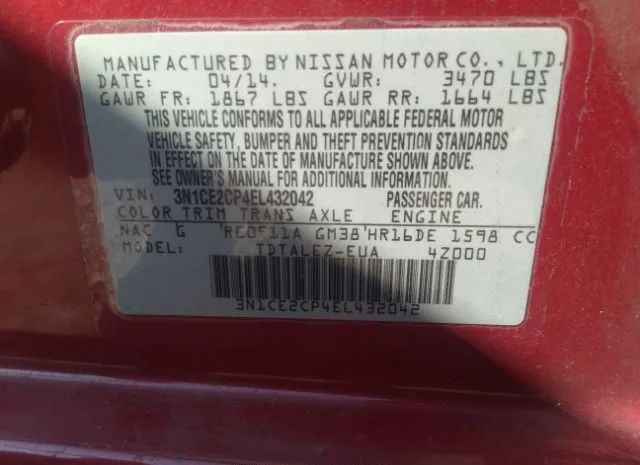 MANUFACTURED BY NISSAN MOTOR CO., LTD.
DATE: 04/14. GVWR: 3470 LBS
GAWR FR: 1867 LBS GAWR RR: 1664 LBS
THIS VEHICLE CONFORMS TO ALL APPLICABLE FEDERAL MOTOR
VEHICLE SAFETY, BUMPER AND THEFT PREVENTION STANDARDS
IN EFFECT ON THE DATE OF MANUFACTURE SHOWN ABOVE.
SEE OWNER'S MANUAL FOR ADDITIONAL INFORMATION.
VIN: 3N1CE2CP4EL432042 PASSENGER CAR.
COLOR TRIM TRANS AXLE ENGINE
NAC G RE0F11A GM38 HR16DE 1598 CC
MODEL: TDTALEZ-EUA 4Z000
3N1CE2CP4EL432042